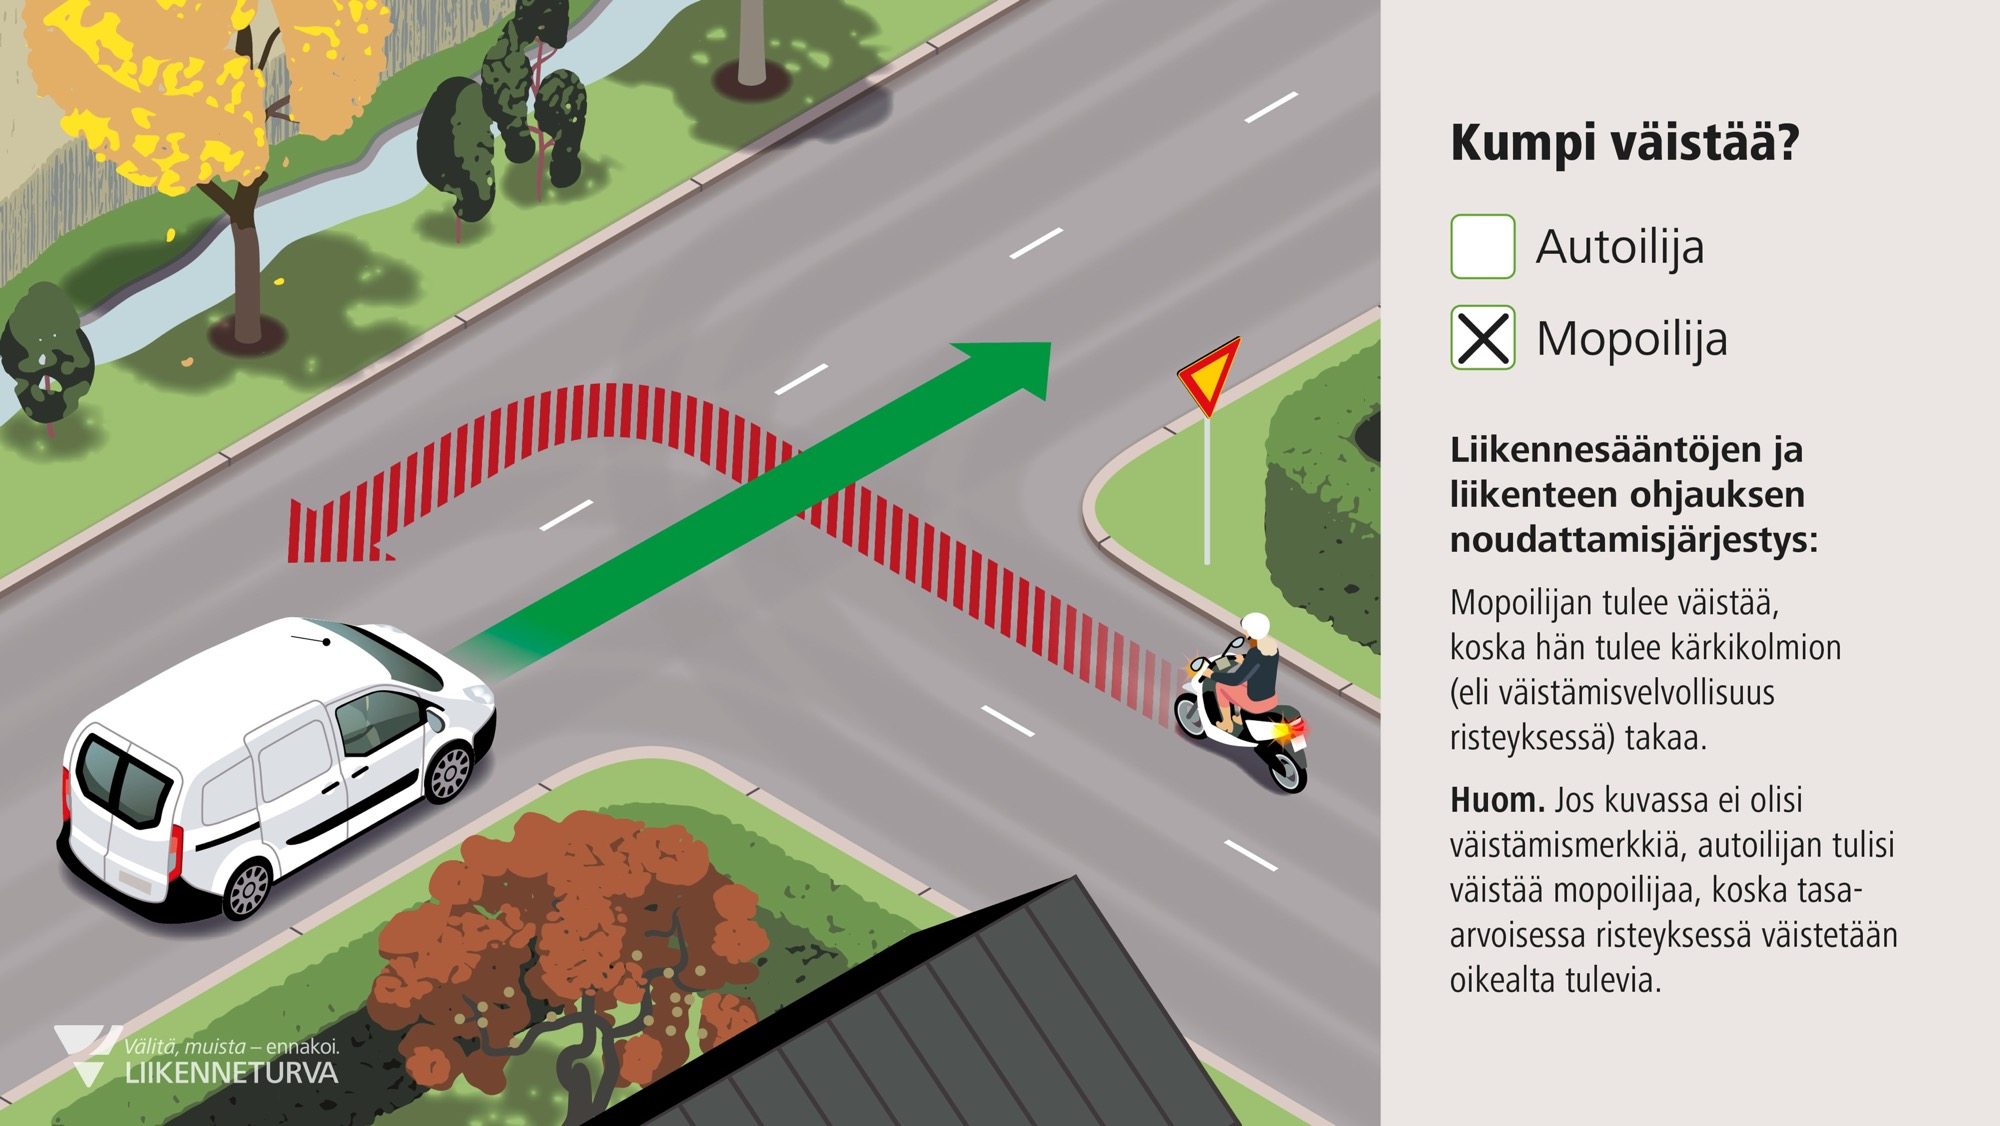 Kumpi väistää?
Autoilija
Mopoilija
Liikennesääntöjen ja
liikenteen ohjauksen
noudattamisjärjestys:
Mopoilijan tulee väistää,
koska hän tulee kärkikolmion
(eli väistämisvelvollisuus
risteyksessä) takaa.
Huom. Jos kuvassa ei olisi
väistämismerkkiä, autoilijan tulisi
väistää mopoilijaa, koska tasa-
arvoisessa risteyksessä väistetään
oikealta tulevia.
Välitä, muista – ennakoi.
LIIKENNETURVA